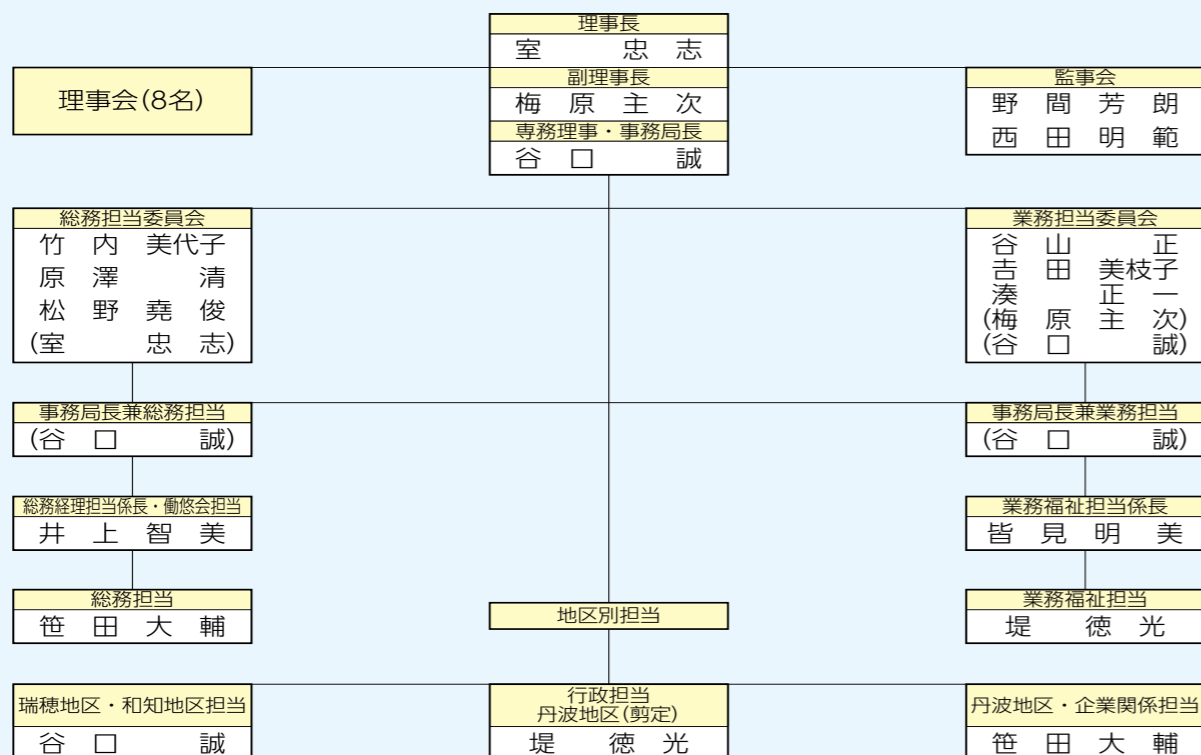 理事長
室　　忠 志
副理事長
梅 原 主 次
専務理事・事務局長
谷 口　　誠
理事会(8名)
監事会
野 間 芳 朗
西 田 明 範
総務担当委員会
竹 内 美代子
原 澤　　清
松 野 堯 俊
(室　　忠 志)
業務担当委員会
谷 山　　正
𠮷 田 美枝子
湊　　正 一
(梅 原 主 次)
(谷 口　　誠)
事務局長兼総務担当
(谷 口　　誠)
事務局長兼業務担当
(谷 口　　誠)
総務経理担当係長・働悠会担当
井 上 智 美
業務福祉担当係長
皆 見 明 美
総務担当
笹 田 大 輔
業務福祉担当
堤　　徳 光
地区別担当
瑞穂地区・和知地区担当
谷 口　　誠
行政担当
丹波地区(剪定)
堤　　徳 光
丹波地区・企業関係担当
笹 田 大 輔